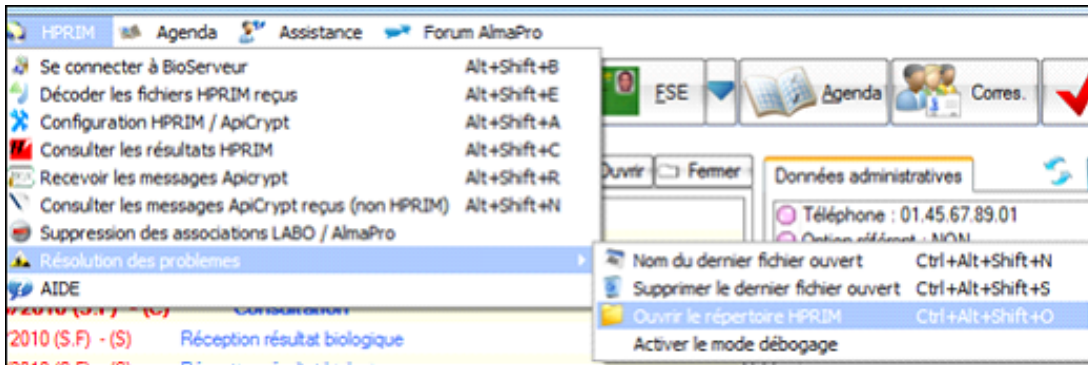 HPRIM Agenda Assistance Forum AlmaPro
Se connecter à BioServeur Alt+Shift+B
Décoder les fichiers HPRIM reçus Alt+Shift+E
Configuration HPRIM / ApiCrypt Alt+Shift+A
Consulter les résultats HPRIM Alt+Shift+C
Recevoir les messages Apicrypt Alt+Shift+R
Consulter les messages ApiCrypt reçus (non HPRIM) Alt+Shift+N
Suppression des associations LABO / AlmaPro
Résolution des problemes
AIDE
ESE Agenda Corres.
Ouvrir Fermer Données administratives
Téléphone : 01.45.67.89.01
Option référent : NON
Nom du dernier fichier ouvert Ctrl+Alt+Shift+N
Supprimer le dernier fichier ouvert Ctrl+Alt+Shift+S
Ouvrir le répertoire HPRIM Ctrl+Alt+Shift+O
Activer le mode débogage
/2010 (S.F) - (C) Consultation
/2010 (S.F) - (S) Réception résultat biologique